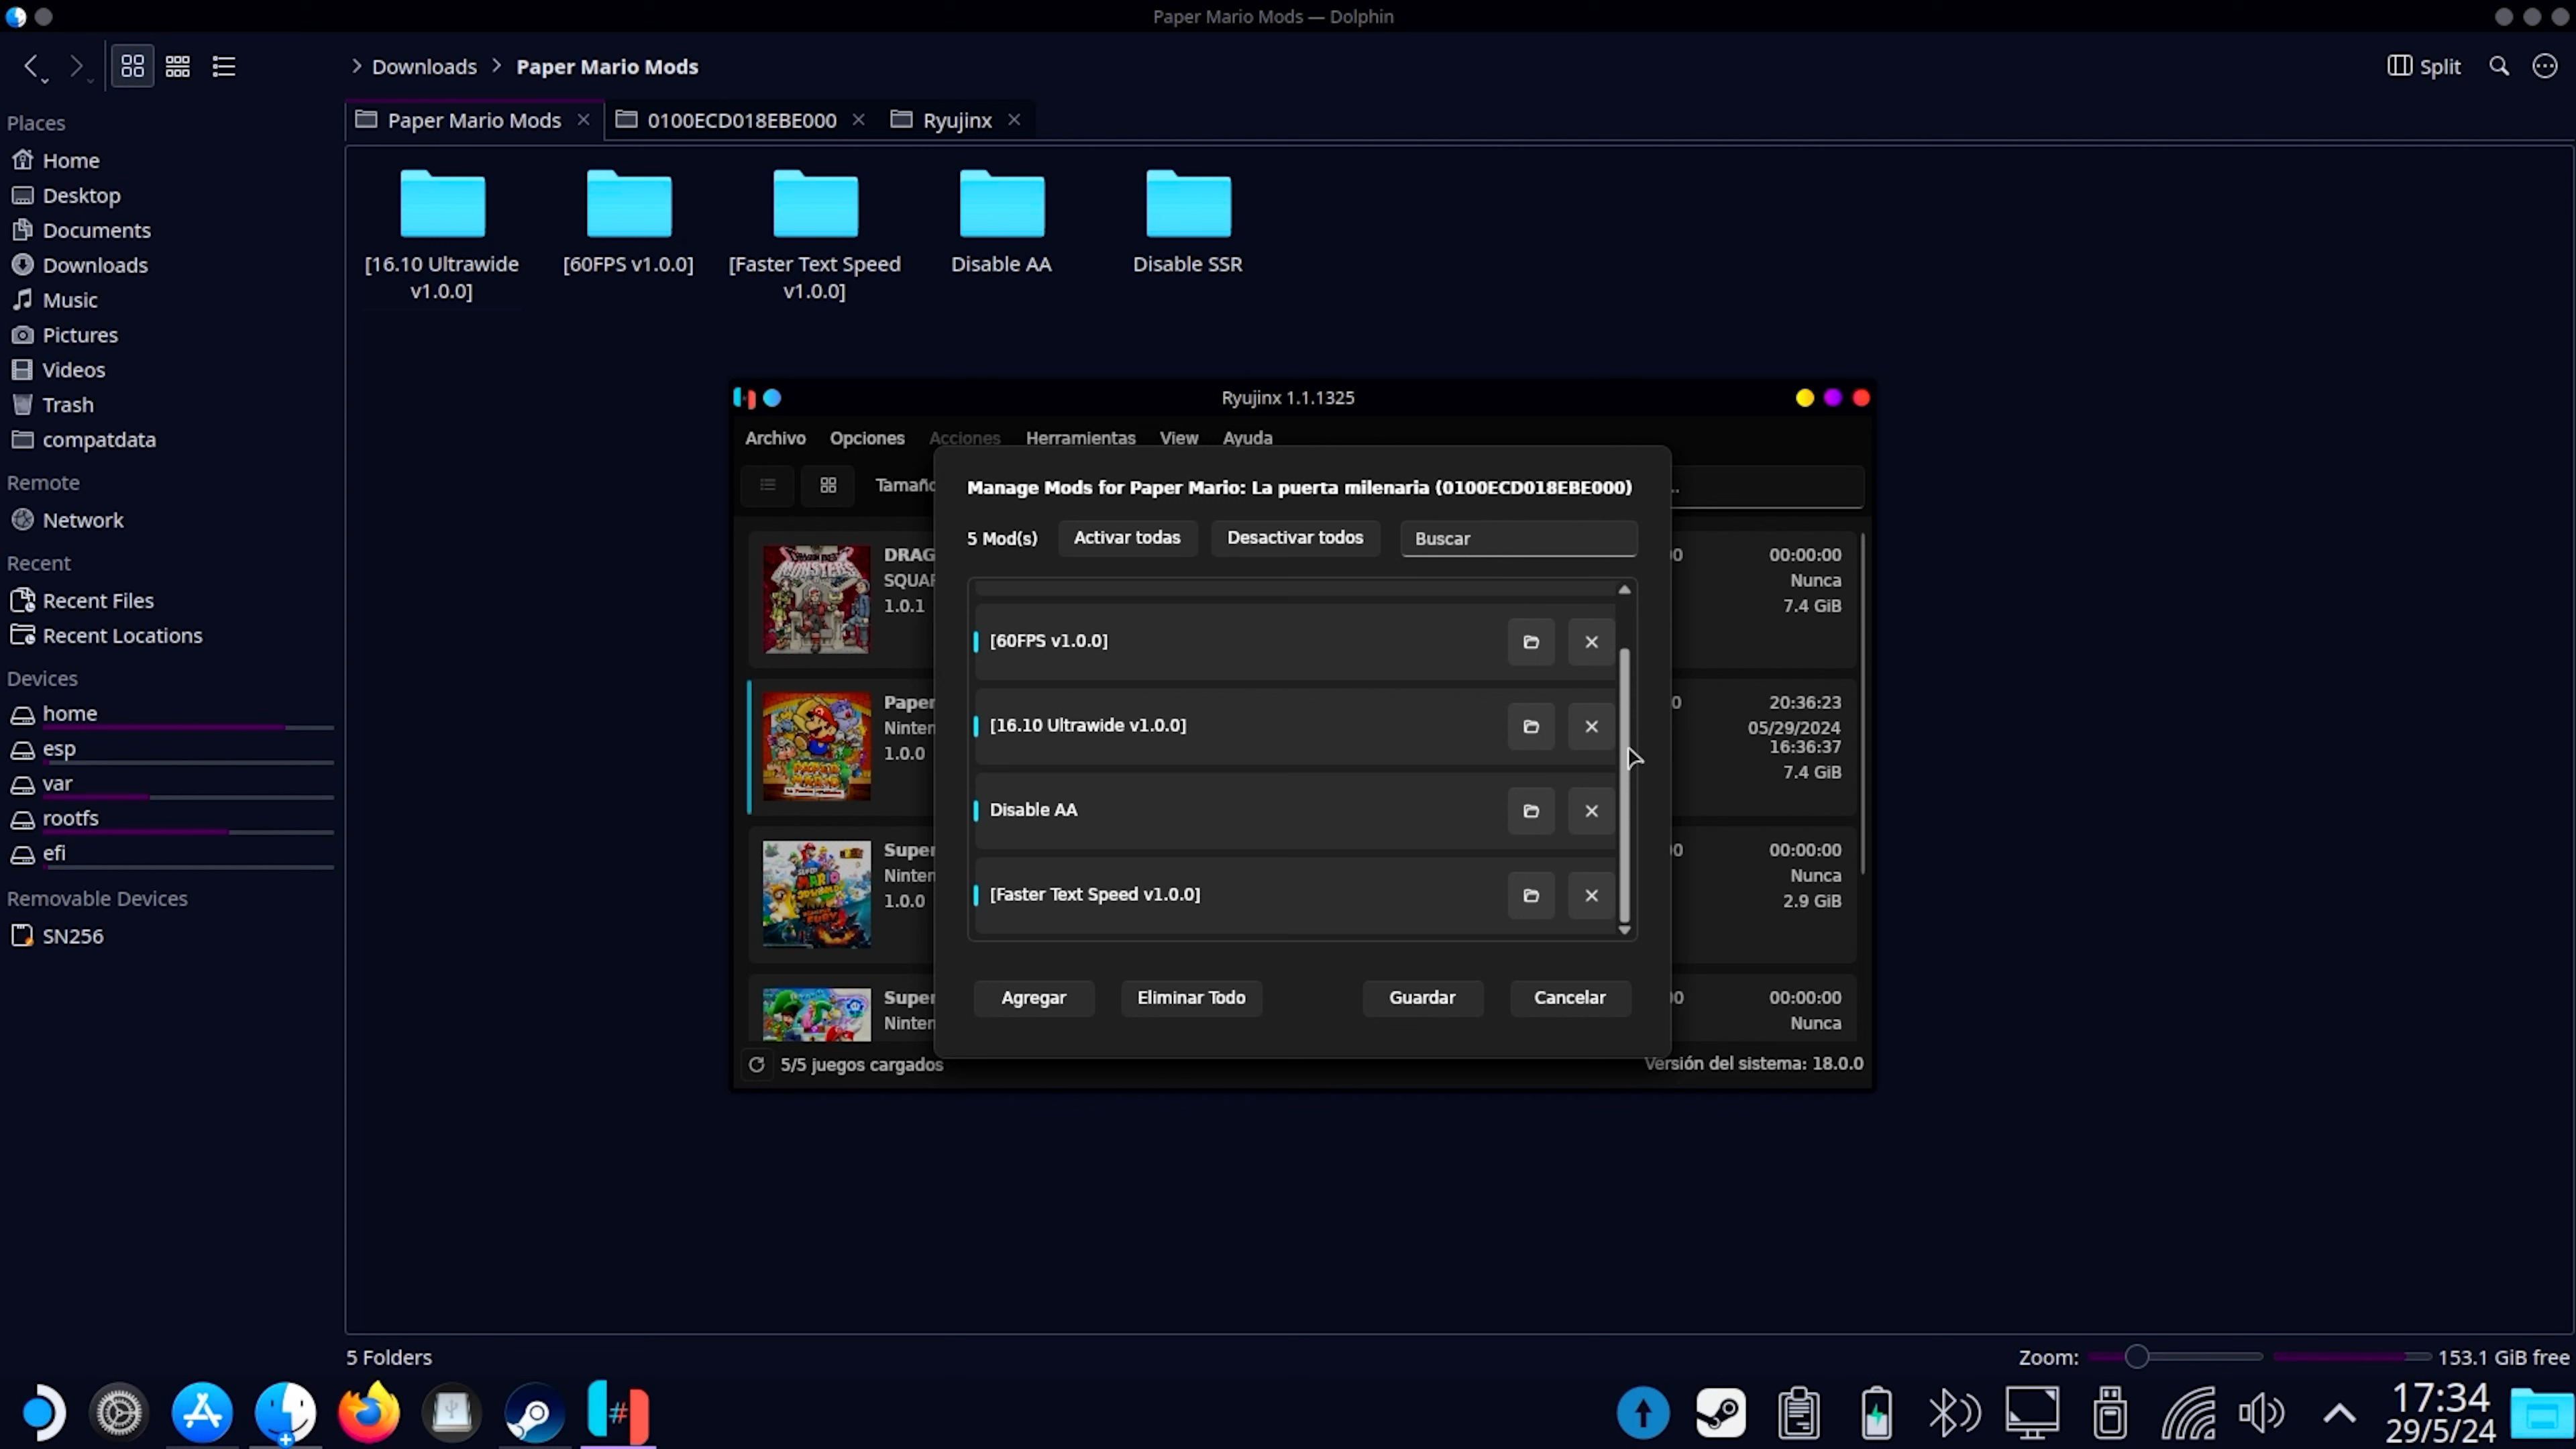 Paper Mario Mods — Dolphin
Downloads
Paper Mario Mods
Split
Paper Mario Mods
0100ECD018EBE000
Ryujinx
Places
Home
Desktop
Documents
Downloads
Music
Pictures
Videos
Trash
compatdata
Remote
Network
Recent
Recent Files
Recent Locations
Devices
home
esp
var
rootfs
efi
Removable Devices
SN256
[16.10 Ultrawide
v1.0.0]
[60FPS v1.0.0]
[Faster Text Speed
v1.0.0]
Disable AA
Disable SSR
Ryujinx 1.1.1325
Archivo Opciones Acciones Herramientas View Ayuda
Tamaño
Manage Mods for Paper Mario: La puerta milenaria (0100ECD018EBE000)
5 Mod(s) Activar todas Desactivar todos Buscar
[60FPS v1.0.0]
[16.10 Ultrawide v1.0.0]
Disable AA
[Faster Text Speed v1.0.0]
Agregar Eliminar Todo Guardar Cancelar
DRAG
SQUAR
1.0.1
00:00:00
Nunca
7.4 GiB
Paper
Ninten
1.0.0
20:36:23
05/29/2024
16:36:37
7.4 GiB
Super
Ninten
1.0.0
00:00:00
Nunca
2.9 GiB
Super
Ninten
00:00:00
Nunca
5/5 juegos cargados
Versión del sistema: 18.0.0
5 Folders
Zoom:
153.1 GiB free
17:34
29/5/24